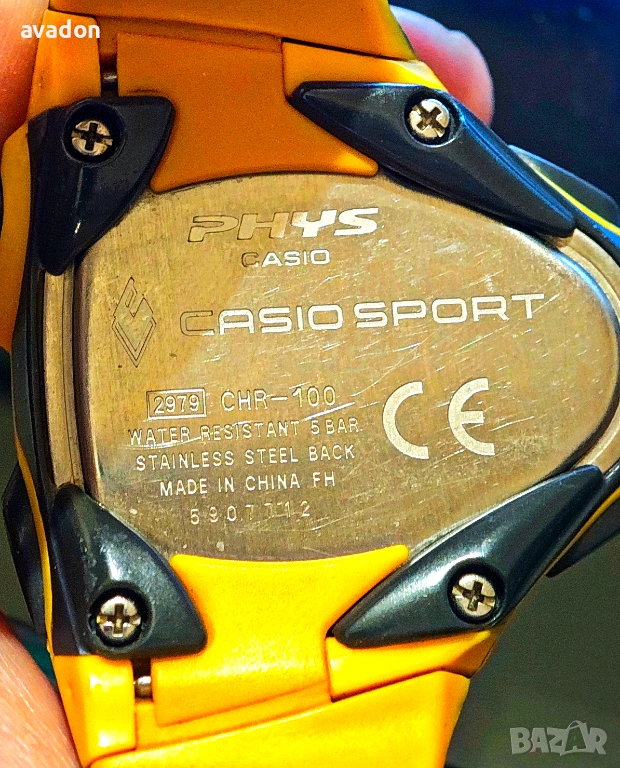 avadon
PHYS
CASIO
CASIO SPORT
2979 CHR-100
WATER RESISTANT 5 BAR
STAINLESS STEEL BACK
MADE IN CHINA FH
5907712
CE
BAZAR